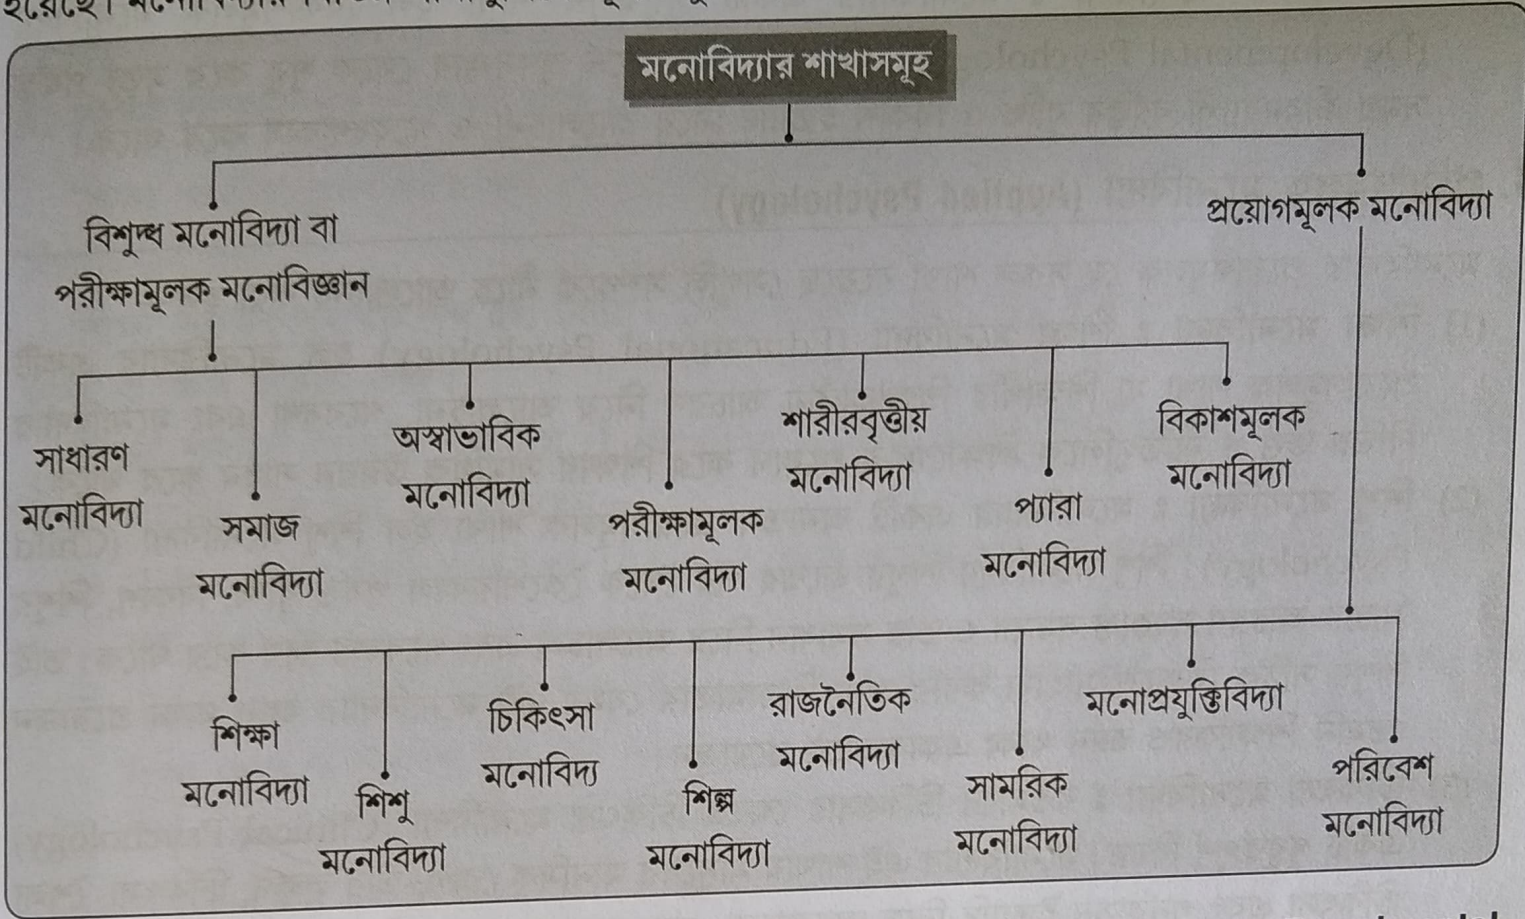 মনোবিদ্যার শাখাসমূহ
বিশুদ্ধ মনোবিদ্যা বা
পরীক্ষামূলক মনোবিজ্ঞান
প্রয়োগমূলক মনোবিদ্যা
সাধারণ
মনোবিদ্যা
সমাজ
মনোবিদ্যা
অস্বাভাবিক
মনোবিদ্যা
পরীক্ষামূলক
মনোবিদ্যা
শারীরবৃত্তীয়
মনোবিদ্যা
প্যারা
মনোবিদ্যা
বিকাশমূলক
মনোবিদ্যা
শিক্ষা
মনোবিদ্যা
শিশু
মনোবিদ্যা
চিকিৎসা
মনোবিদ্য
শিল্প
মনোবিদ্যা
রাজনৈতিক
মনোবিদ্যা
সামরিক
মনোবিদ্যা
মনোপ্রযুক্তিবিদ্যা
পরিবেশ
মনোবিদ্যা